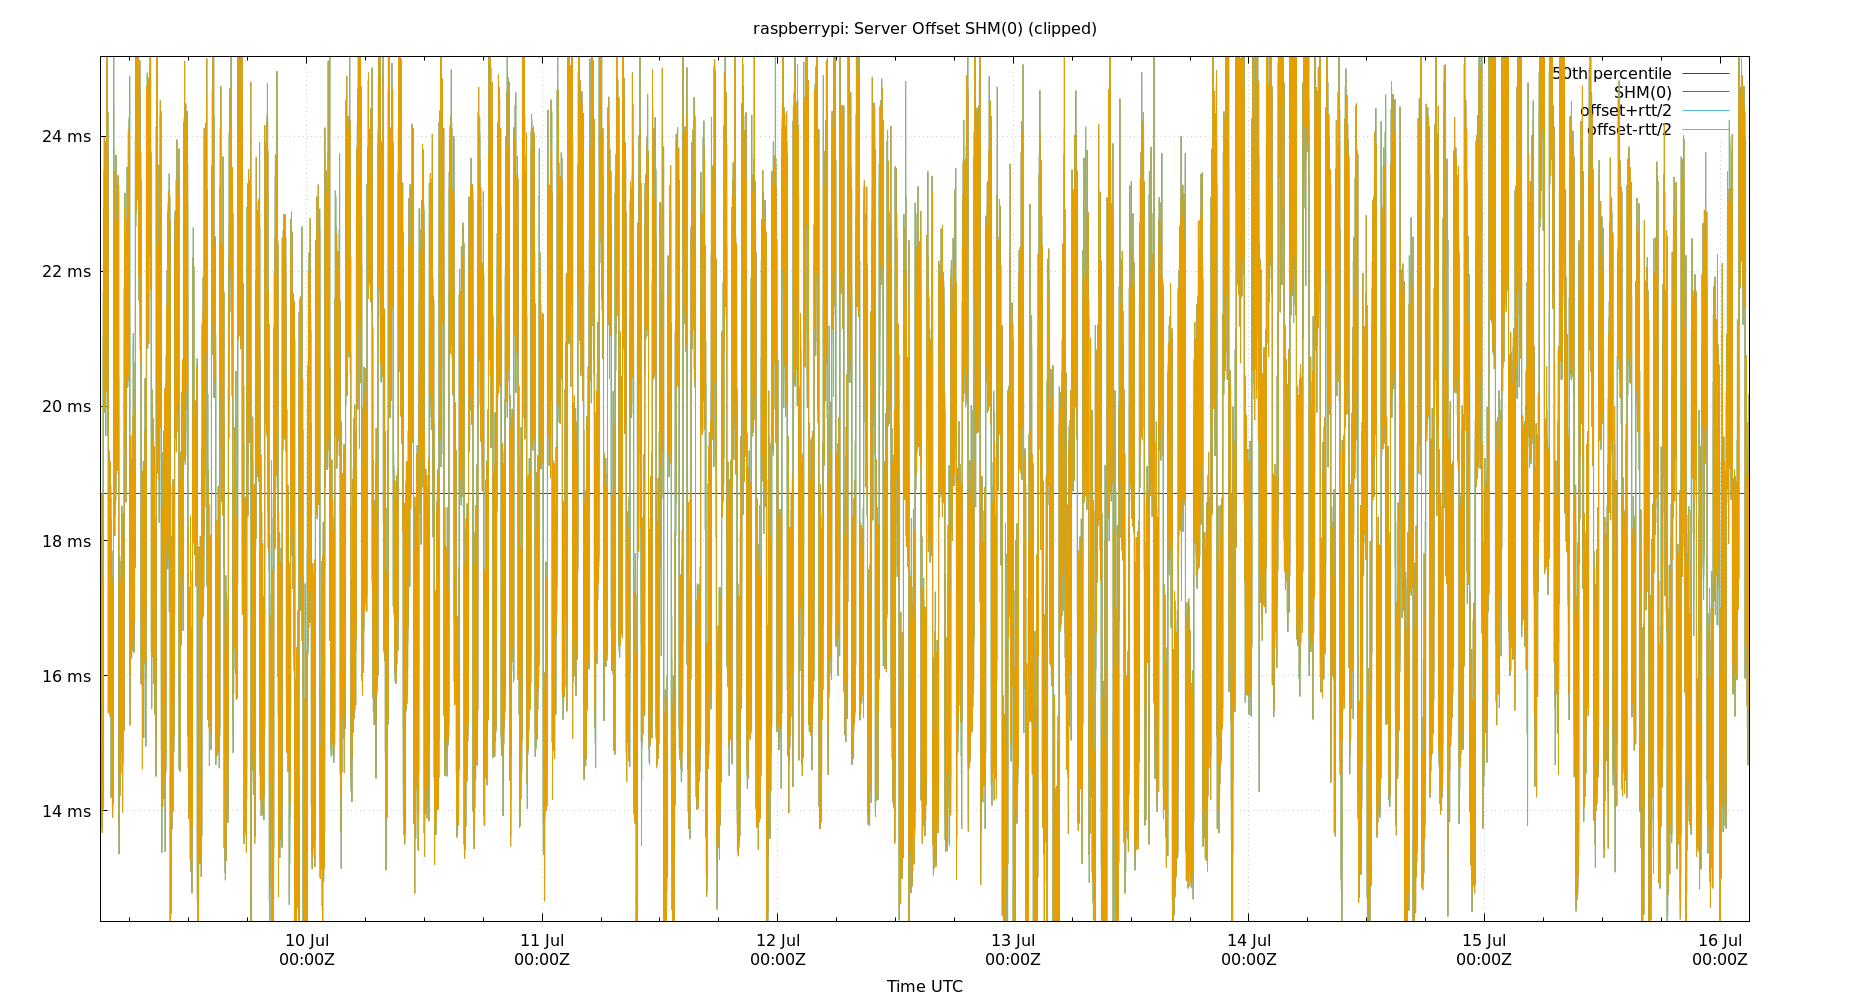 raspberrypi: Server Offset SHM(0) (clipped)
50th percentile
SHM(0)
offset+rtt/2
offset-rtt/2
24 ms
22 ms
20 ms
18 ms
16 ms
14 ms
10 Jul 11 Jul 12 Jul 13 Jul 14 Jul 15 Jul 16 Jul
00:00Z 00:00Z 00:00Z 00:00Z 00:00Z 00:00Z 00:00Z
Time UTC